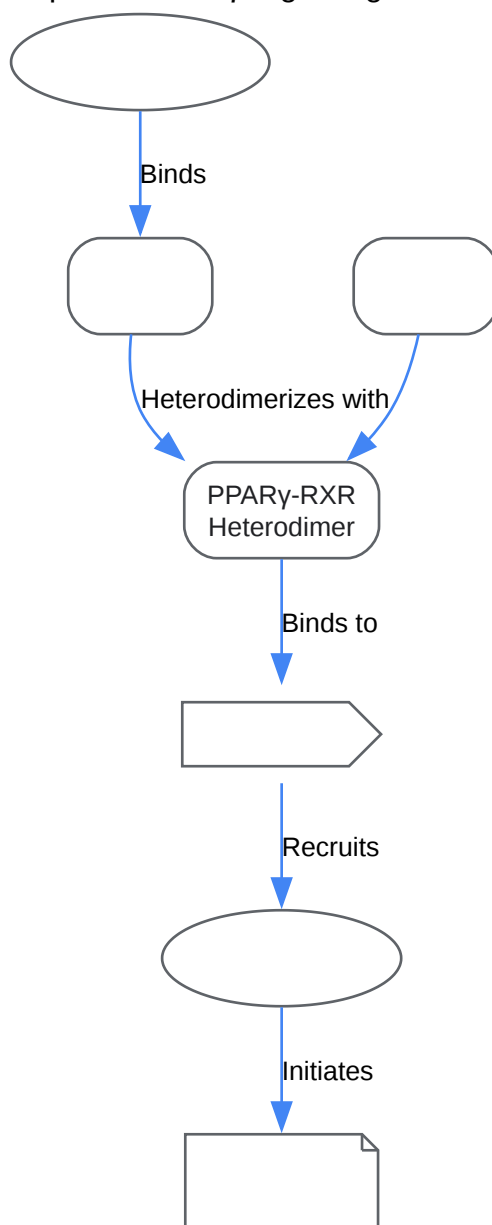 Binds
Heterodimerizes with
PPARγ-RXR
Heterodimer
Binds to
Recruits
Initiates